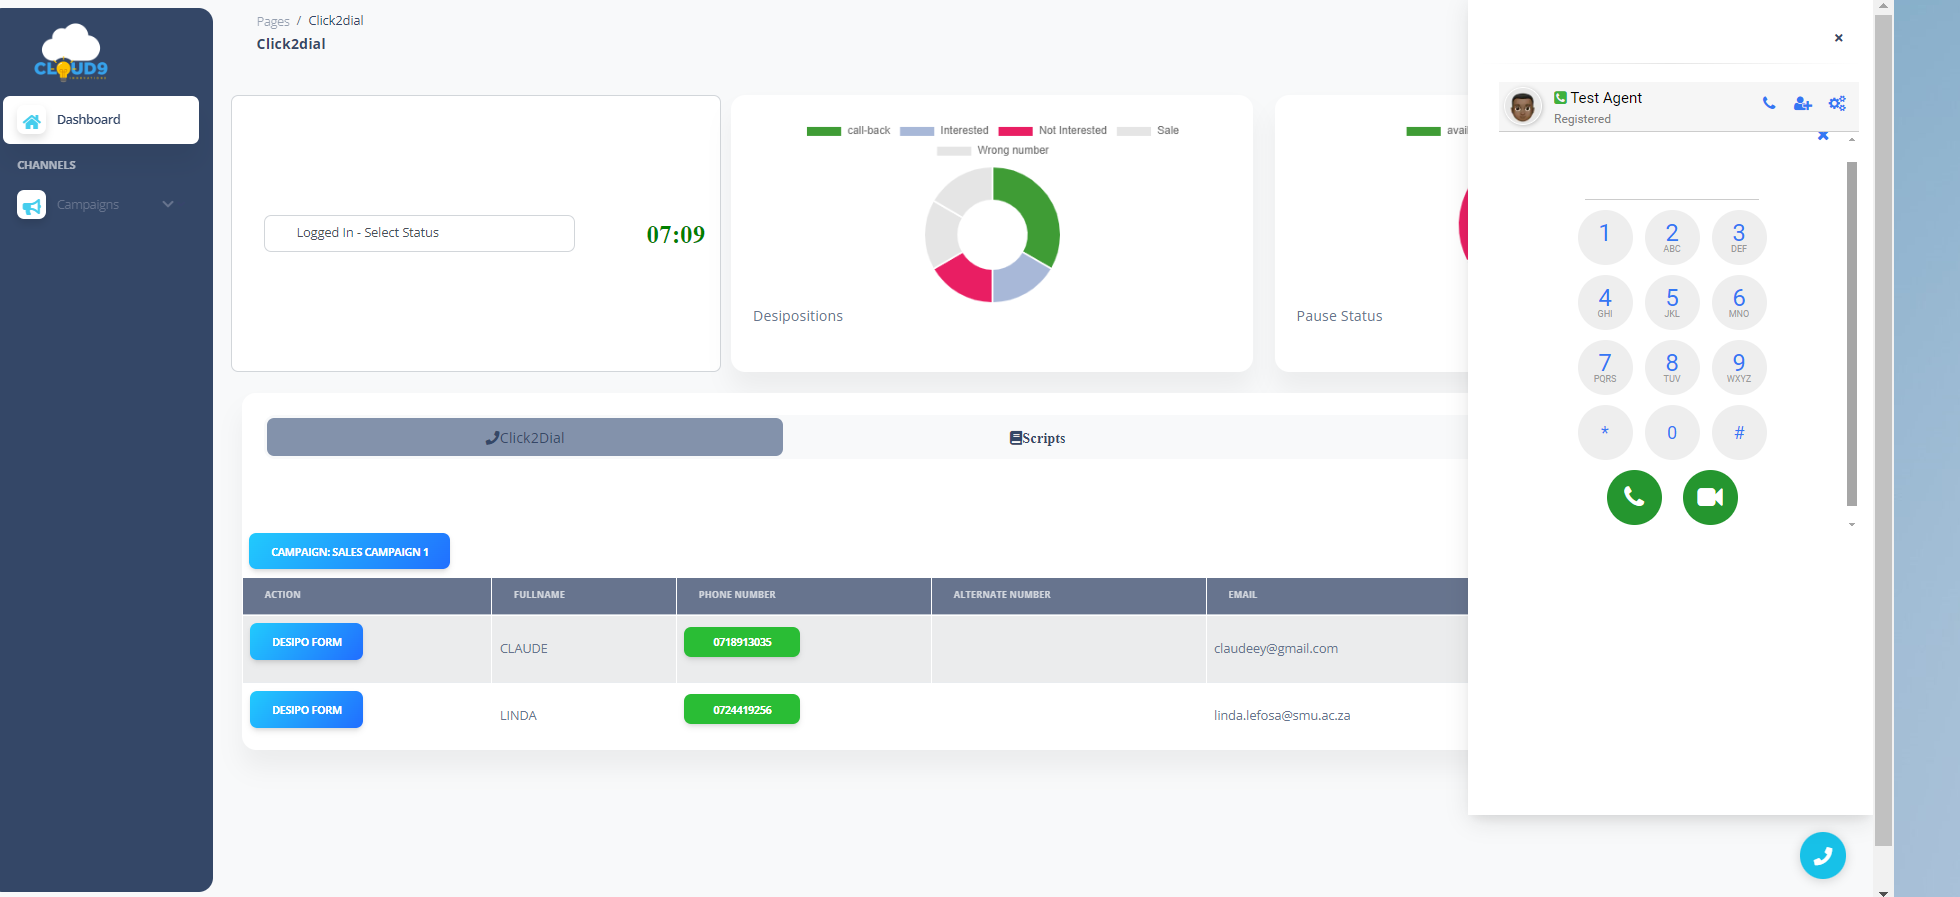 CLOUD9
INNOVATIONS
Dashboard
CHANNELS
Campaigns
Pages / Click2dial
Click2dial
Logged In - Select Status
07:09
call-back Interested Not Interested Sale
Wrong number
Desipositions
avail
Pause Status
Click2Dial
Scripts
CAMPAIGN: SALES CAMPAIGN 1
ACTION FULLNAME PHONE NUMBER ALTERNATE NUMBER EMAIL
DESIPO FORM CLAUDE 0718913035 claudeey@gmail.com
DESIPO FORM LINDA 0724419256 linda.lefosa@smu.ac.za
×
Test Agent
Registered
1 2 3
ABC DEF
4 5 6
GHI JKL MNO
7 8 9
PQRS TUV WXYZ
* 0 #